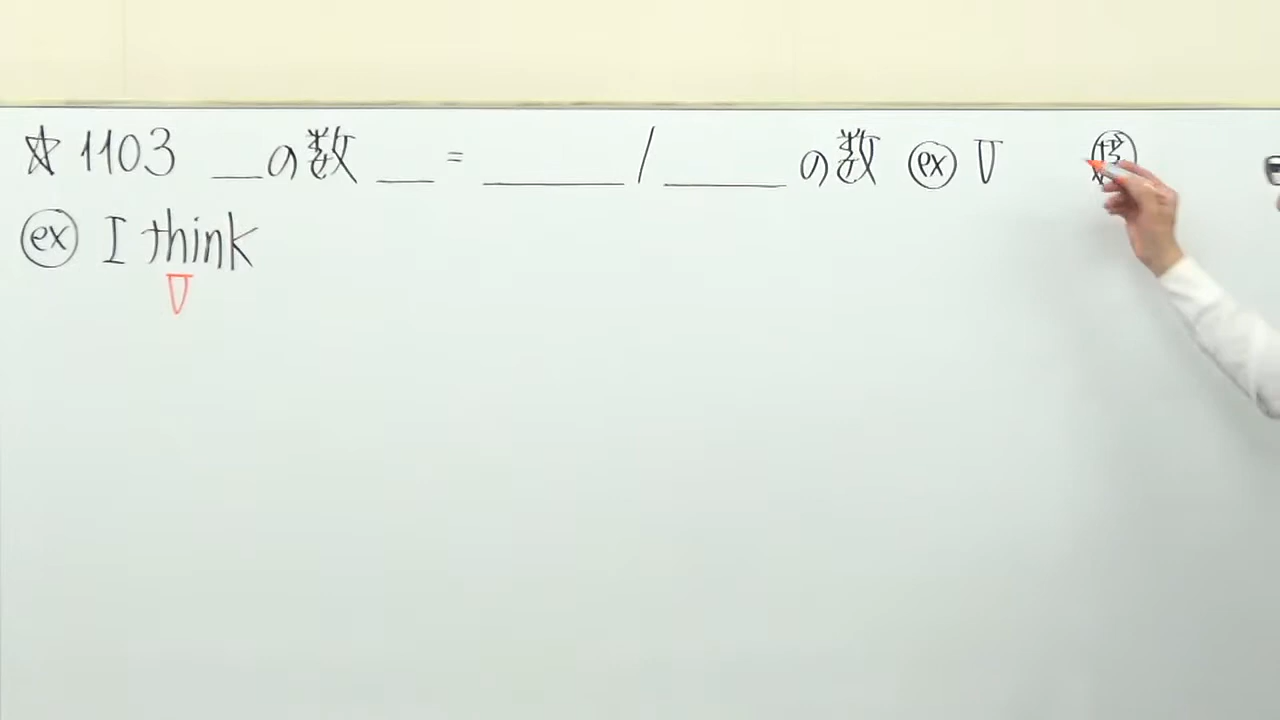 ☆ 1103 __の数 __ = ____ / ____ の数 ex V
ex I think
V